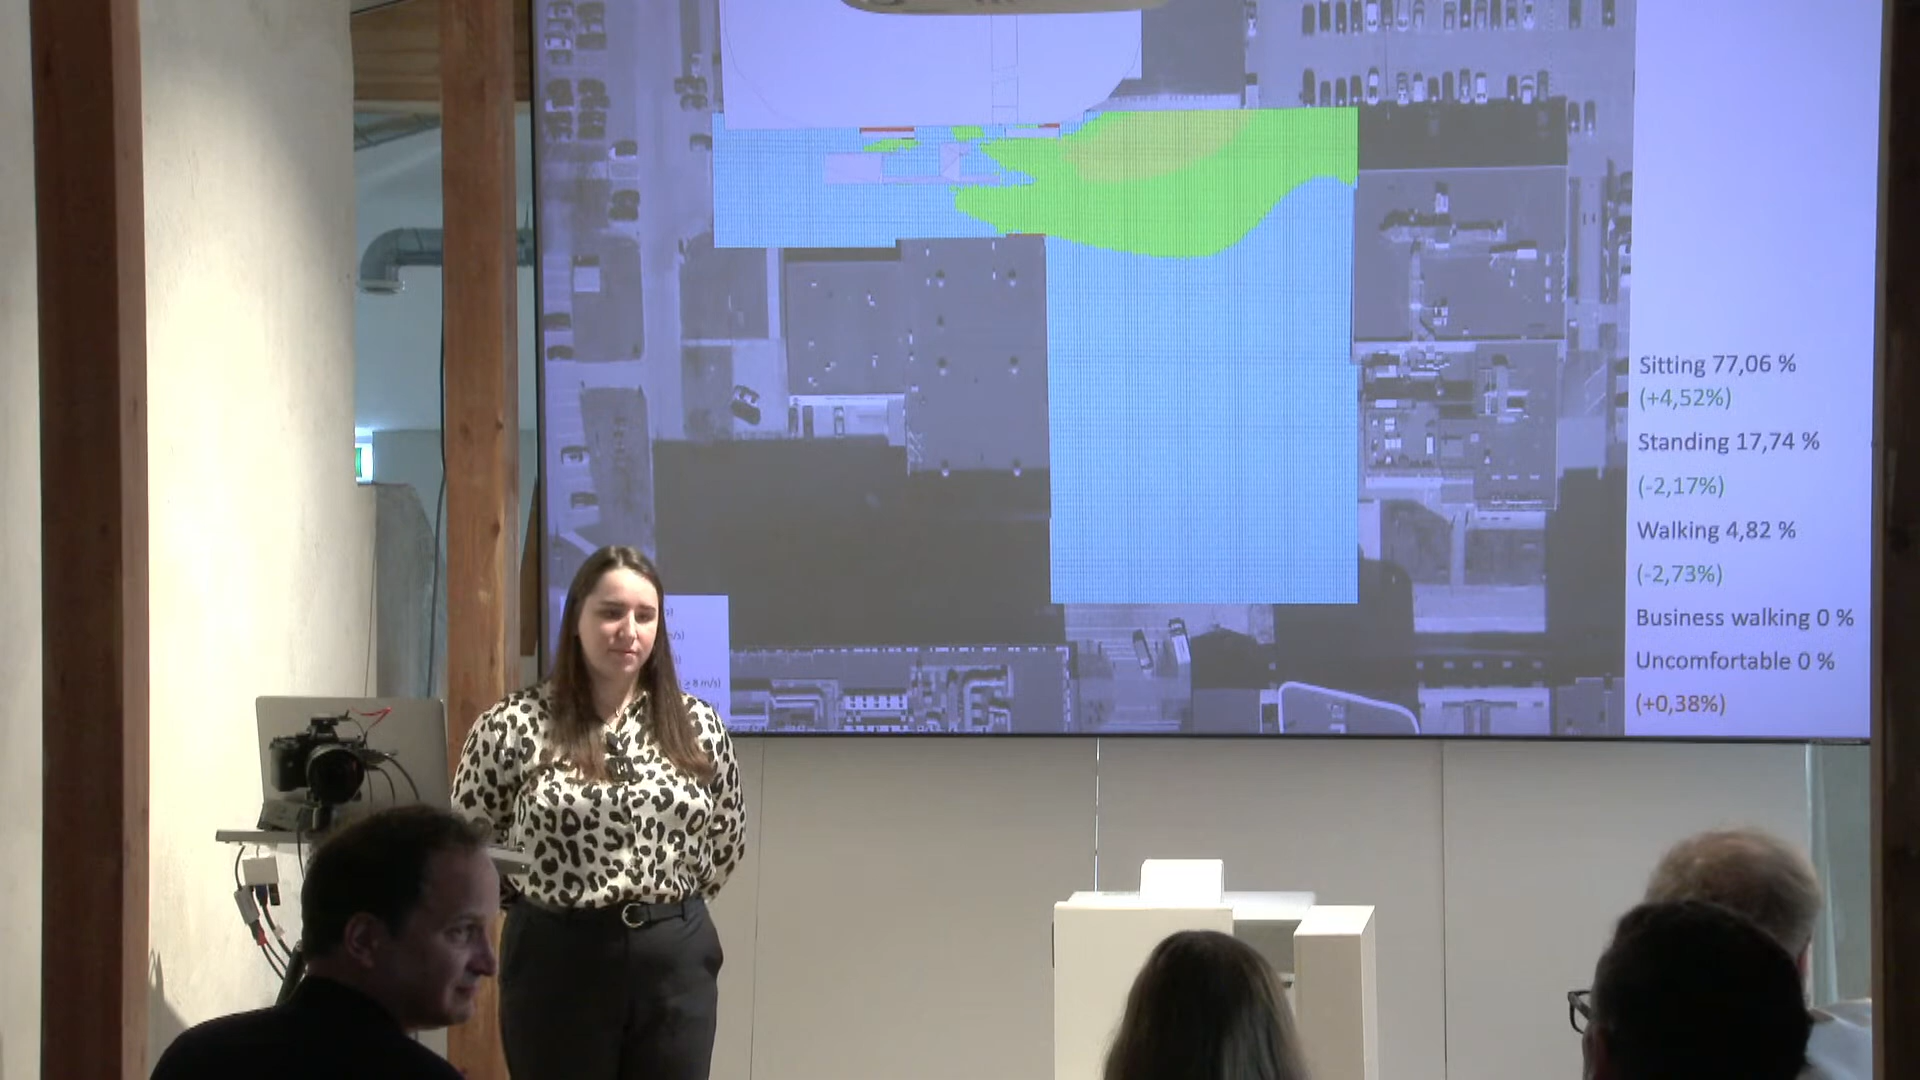 Sitting 77,06 %
(+4,52%)
Standing 17,74 %
(-2,17%)
Walking 4,82 %
(-2,73%)
Business walking 0 %
Uncomfortable 0 %
(+0,38%)
≥ 8 m/s)